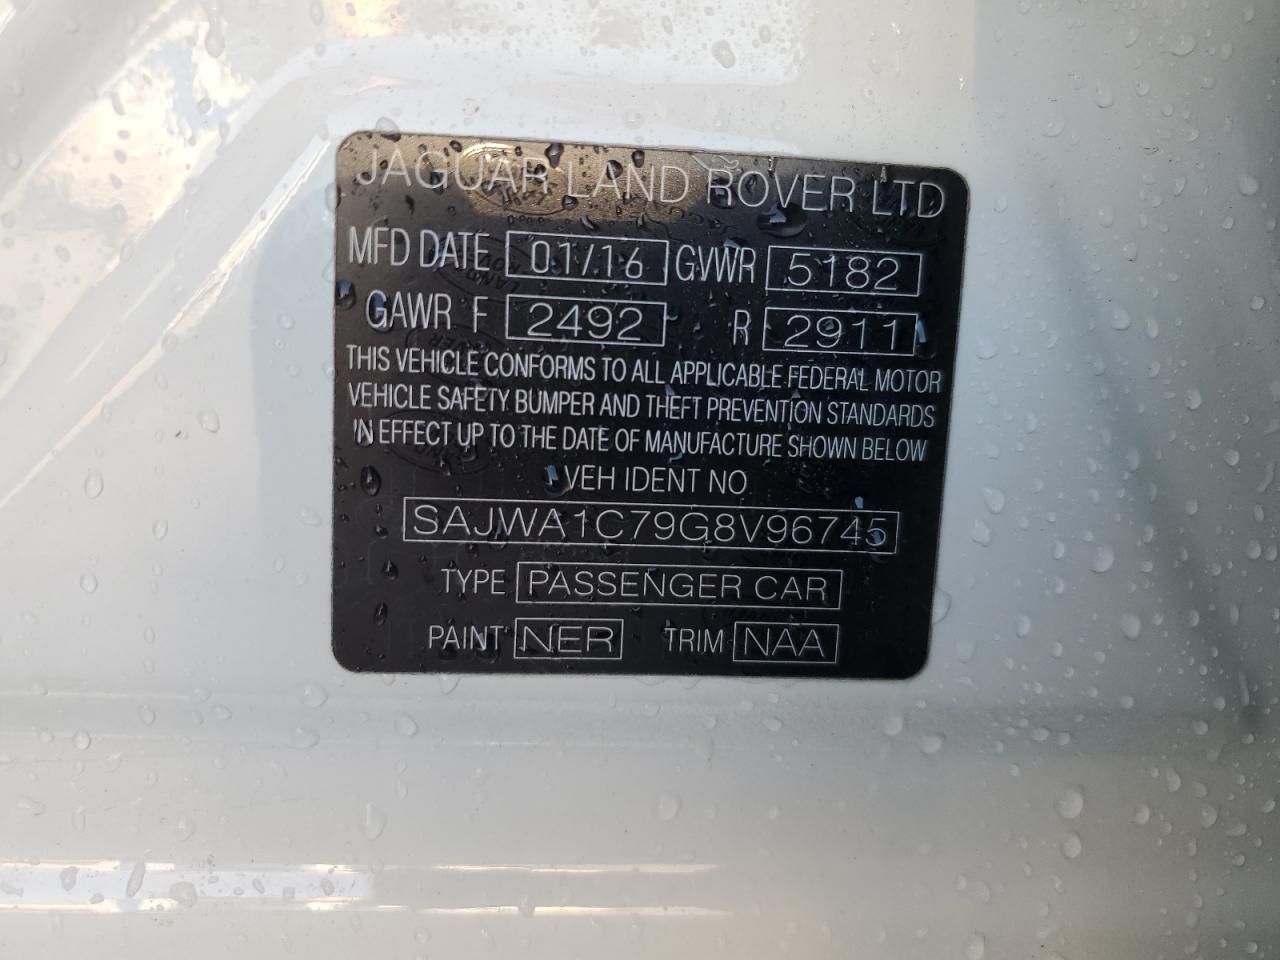 JAGUAR LAND ROVER LTD
MFD DATE 01/16 GVWR 5182
GAWR F 2492 R 2911
THIS VEHICLE CONFORMS TO ALL APPLICABLE FEDERAL MOTOR
VEHICLE SAFETY BUMPER AND THEFT PREVENTION STANDARDS
IN EFFECT UP TO THE DATE OF MANUFACTURE SHOWN BELOW
VEH IDENT NO
SAJWA1C79G8V96745
TYPE PASSENGER CAR
PAINT NER TRIM NAA